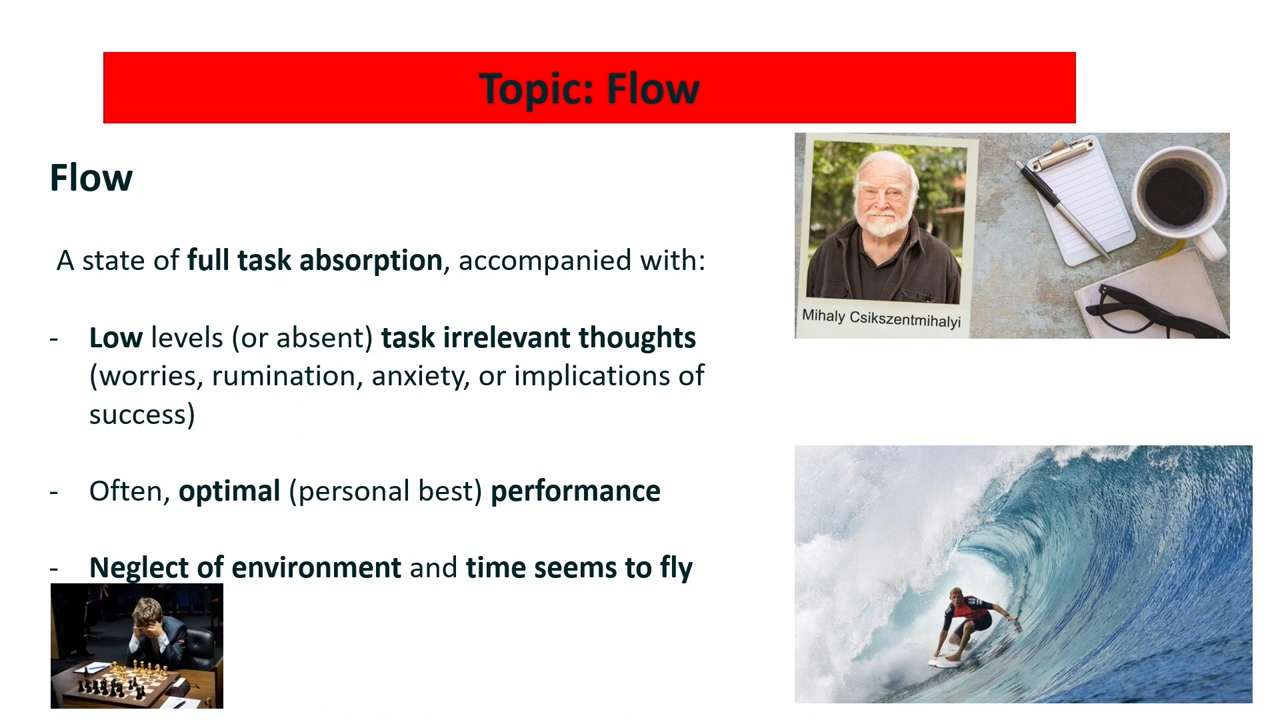 Topic: Flow
Flow
A state of full task absorption, accompanied with:
- Low levels (or absent) task irrelevant thoughts
(worries, rumination, anxiety, or implications of
success)
- Often, optimal (personal best) performance
- Neglect of environment and time seems to fly
Mihaly Csikszentmihalyi